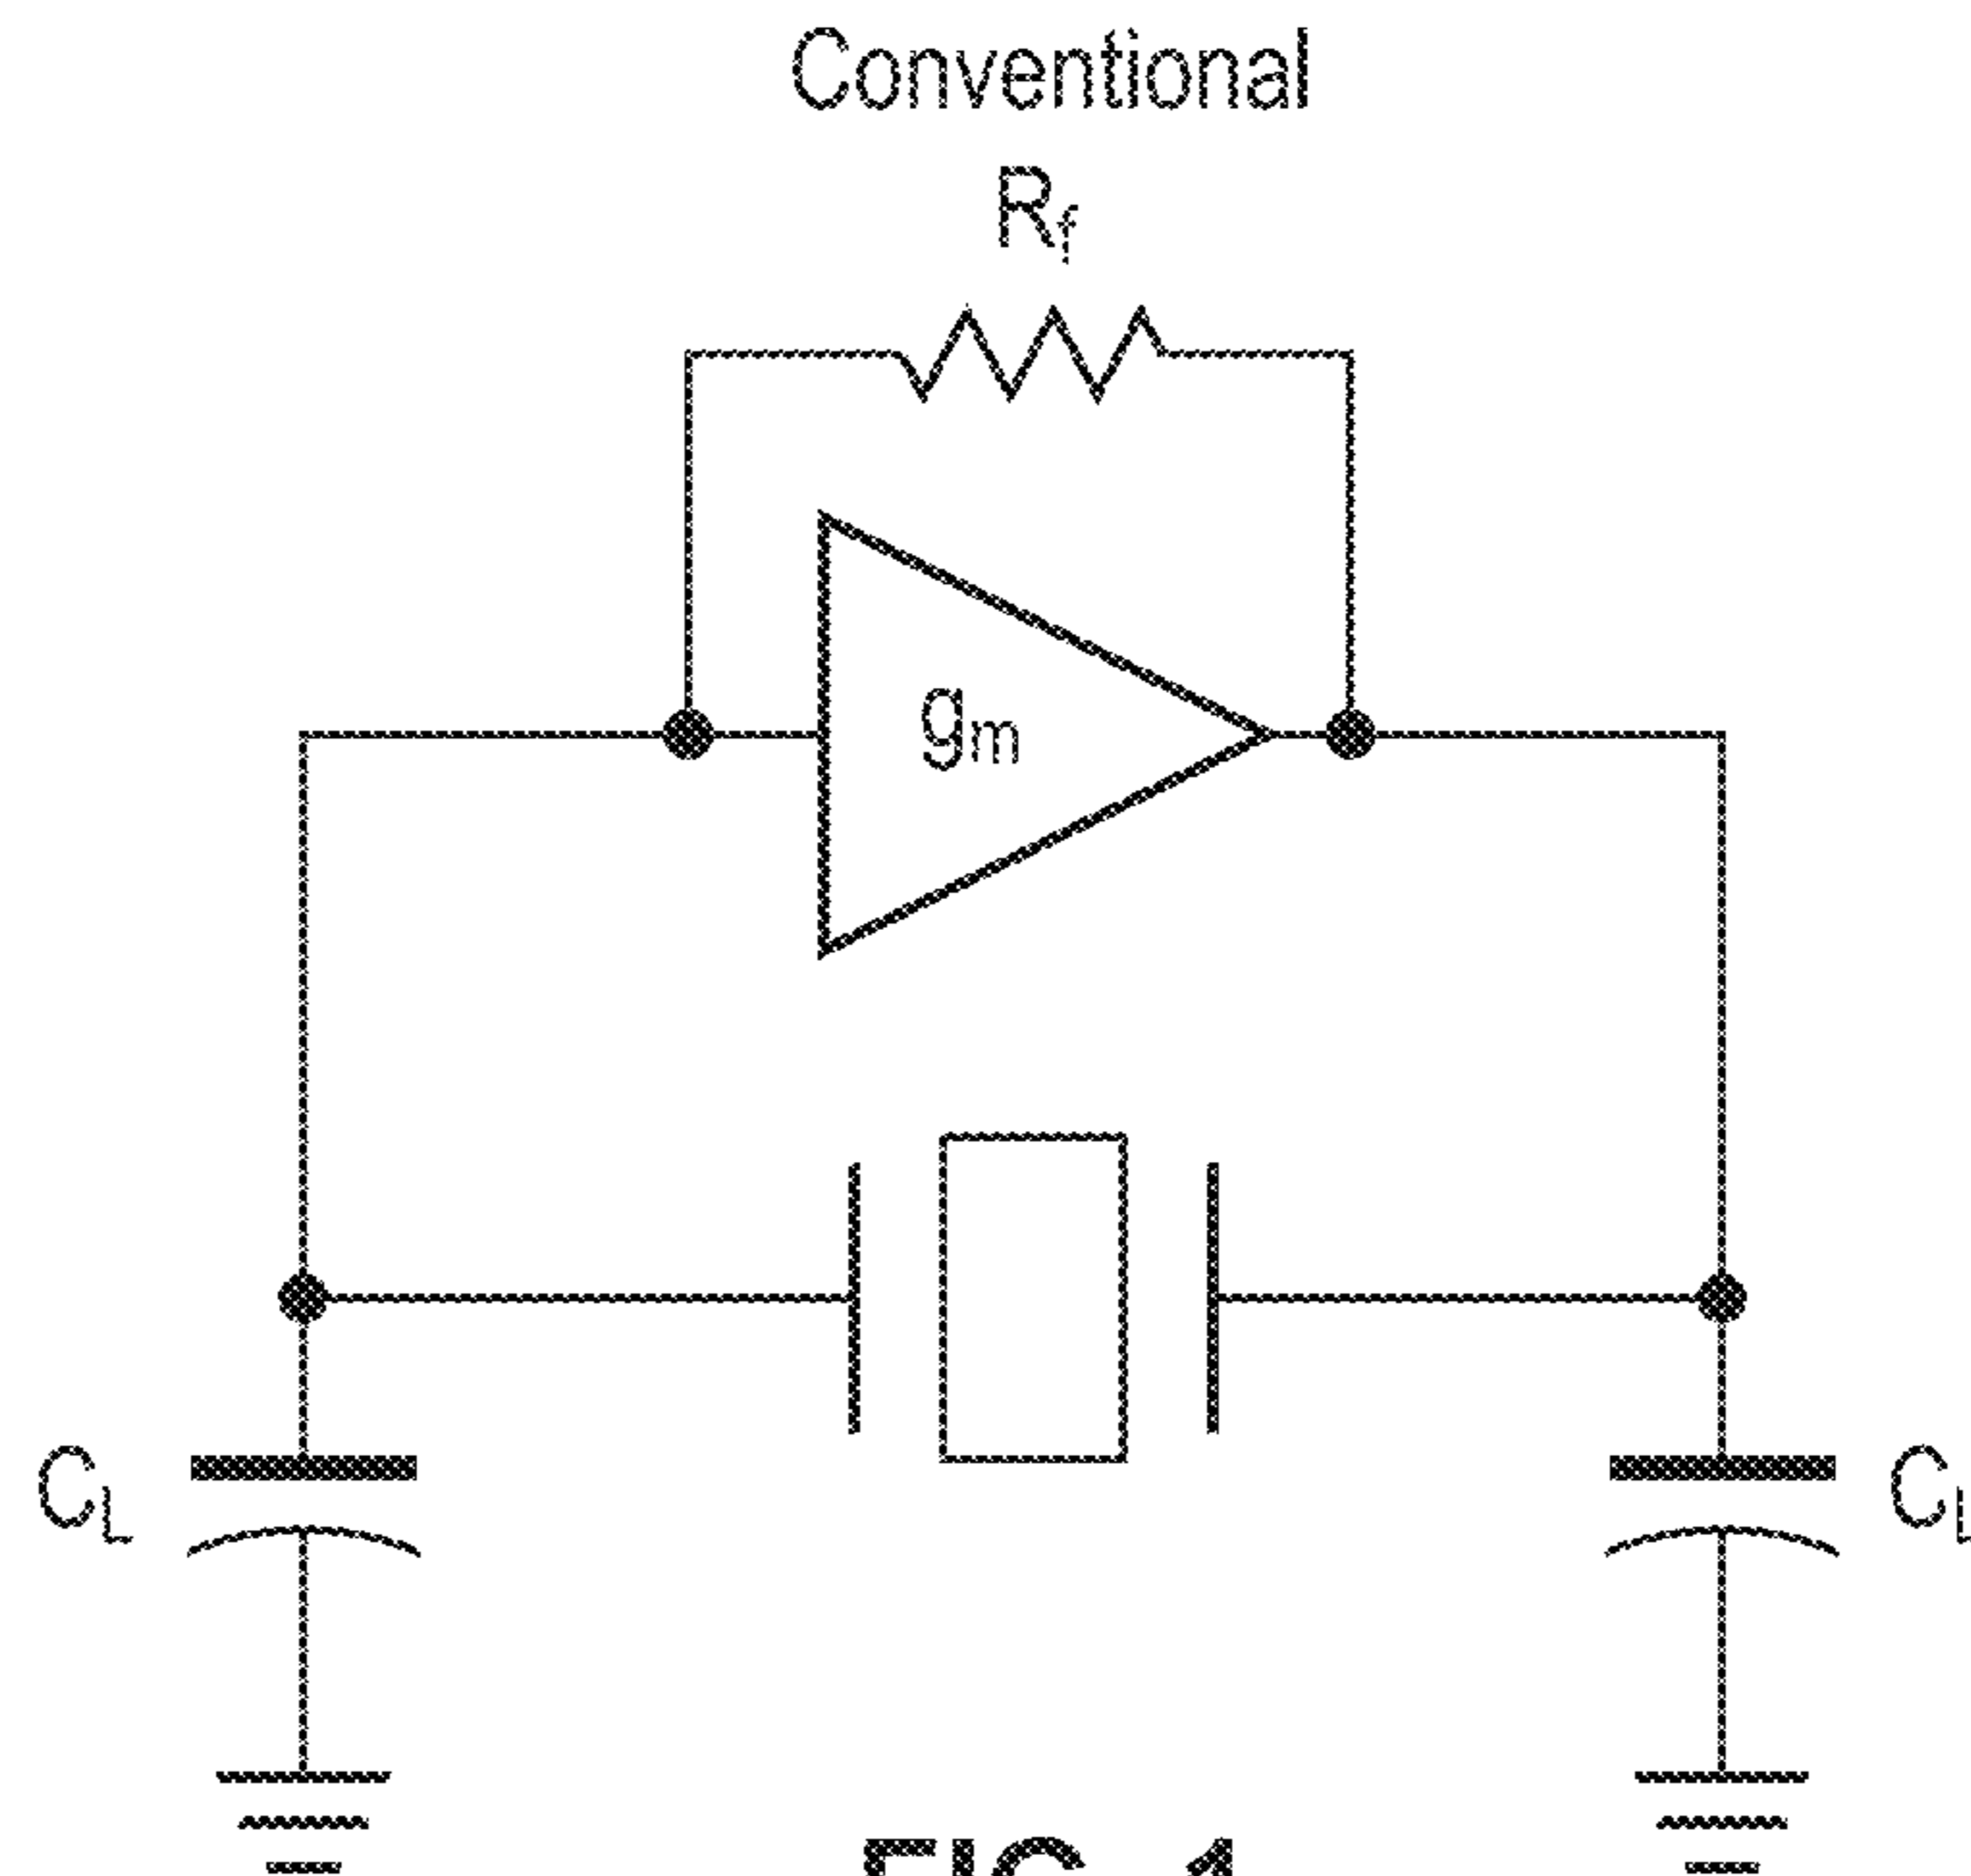 Conventional
Rf
gm
CL CL
FIG. 1